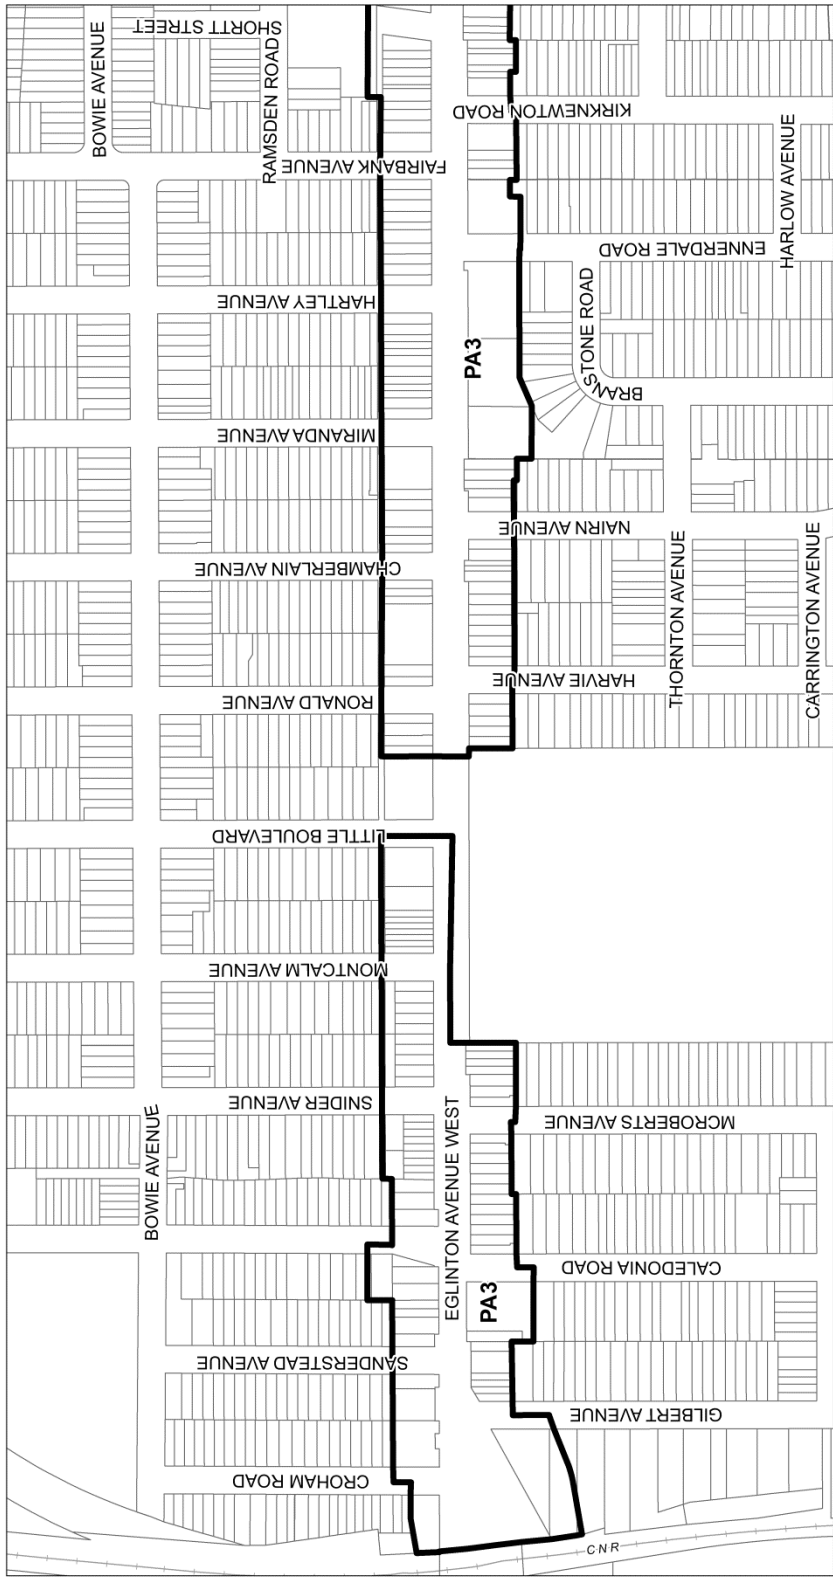 SHORTT STREET
BOWIE AVENUE
RAMSDEN ROAD
FAIRBANK AVENUE
KIRKNEWTON ROAD
HARLOW AVENUE
ENNERDALE ROAD
HARTLEY AVENUE
BRANSTONE ROAD
PA3
MIRANDA AVENUE
NAIRN AVENUE
CHAMBERLAIN AVENUE
THORNTON AVENUE
CARRINGTON AVENUE
HARVIE AVENUE
RONALD AVENUE
LITTLE BOULEVARD
MONTCALM AVENUE
SNIDER AVENUE
MCROBERTS AVENUE
BOWIE AVENUE
EGLINTON AVENUE WEST
CALEDONIA ROAD
PA3
SANDERSTEAD AVENUE
GILBERT AVENUE
CROHAM ROAD
CNR